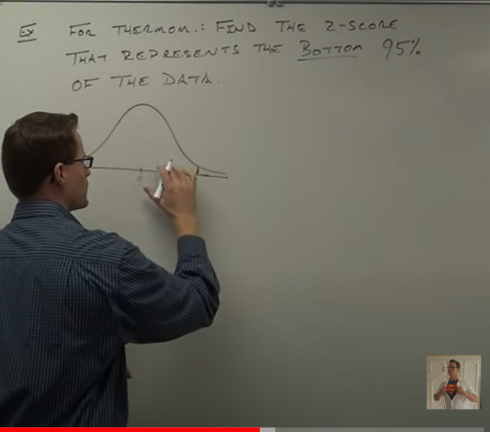 EX FOR THERMOM.: FIND THE Z-SCORE
THAT REPRESENTS THE BOTTOM 95%
OF THE DATA.
0